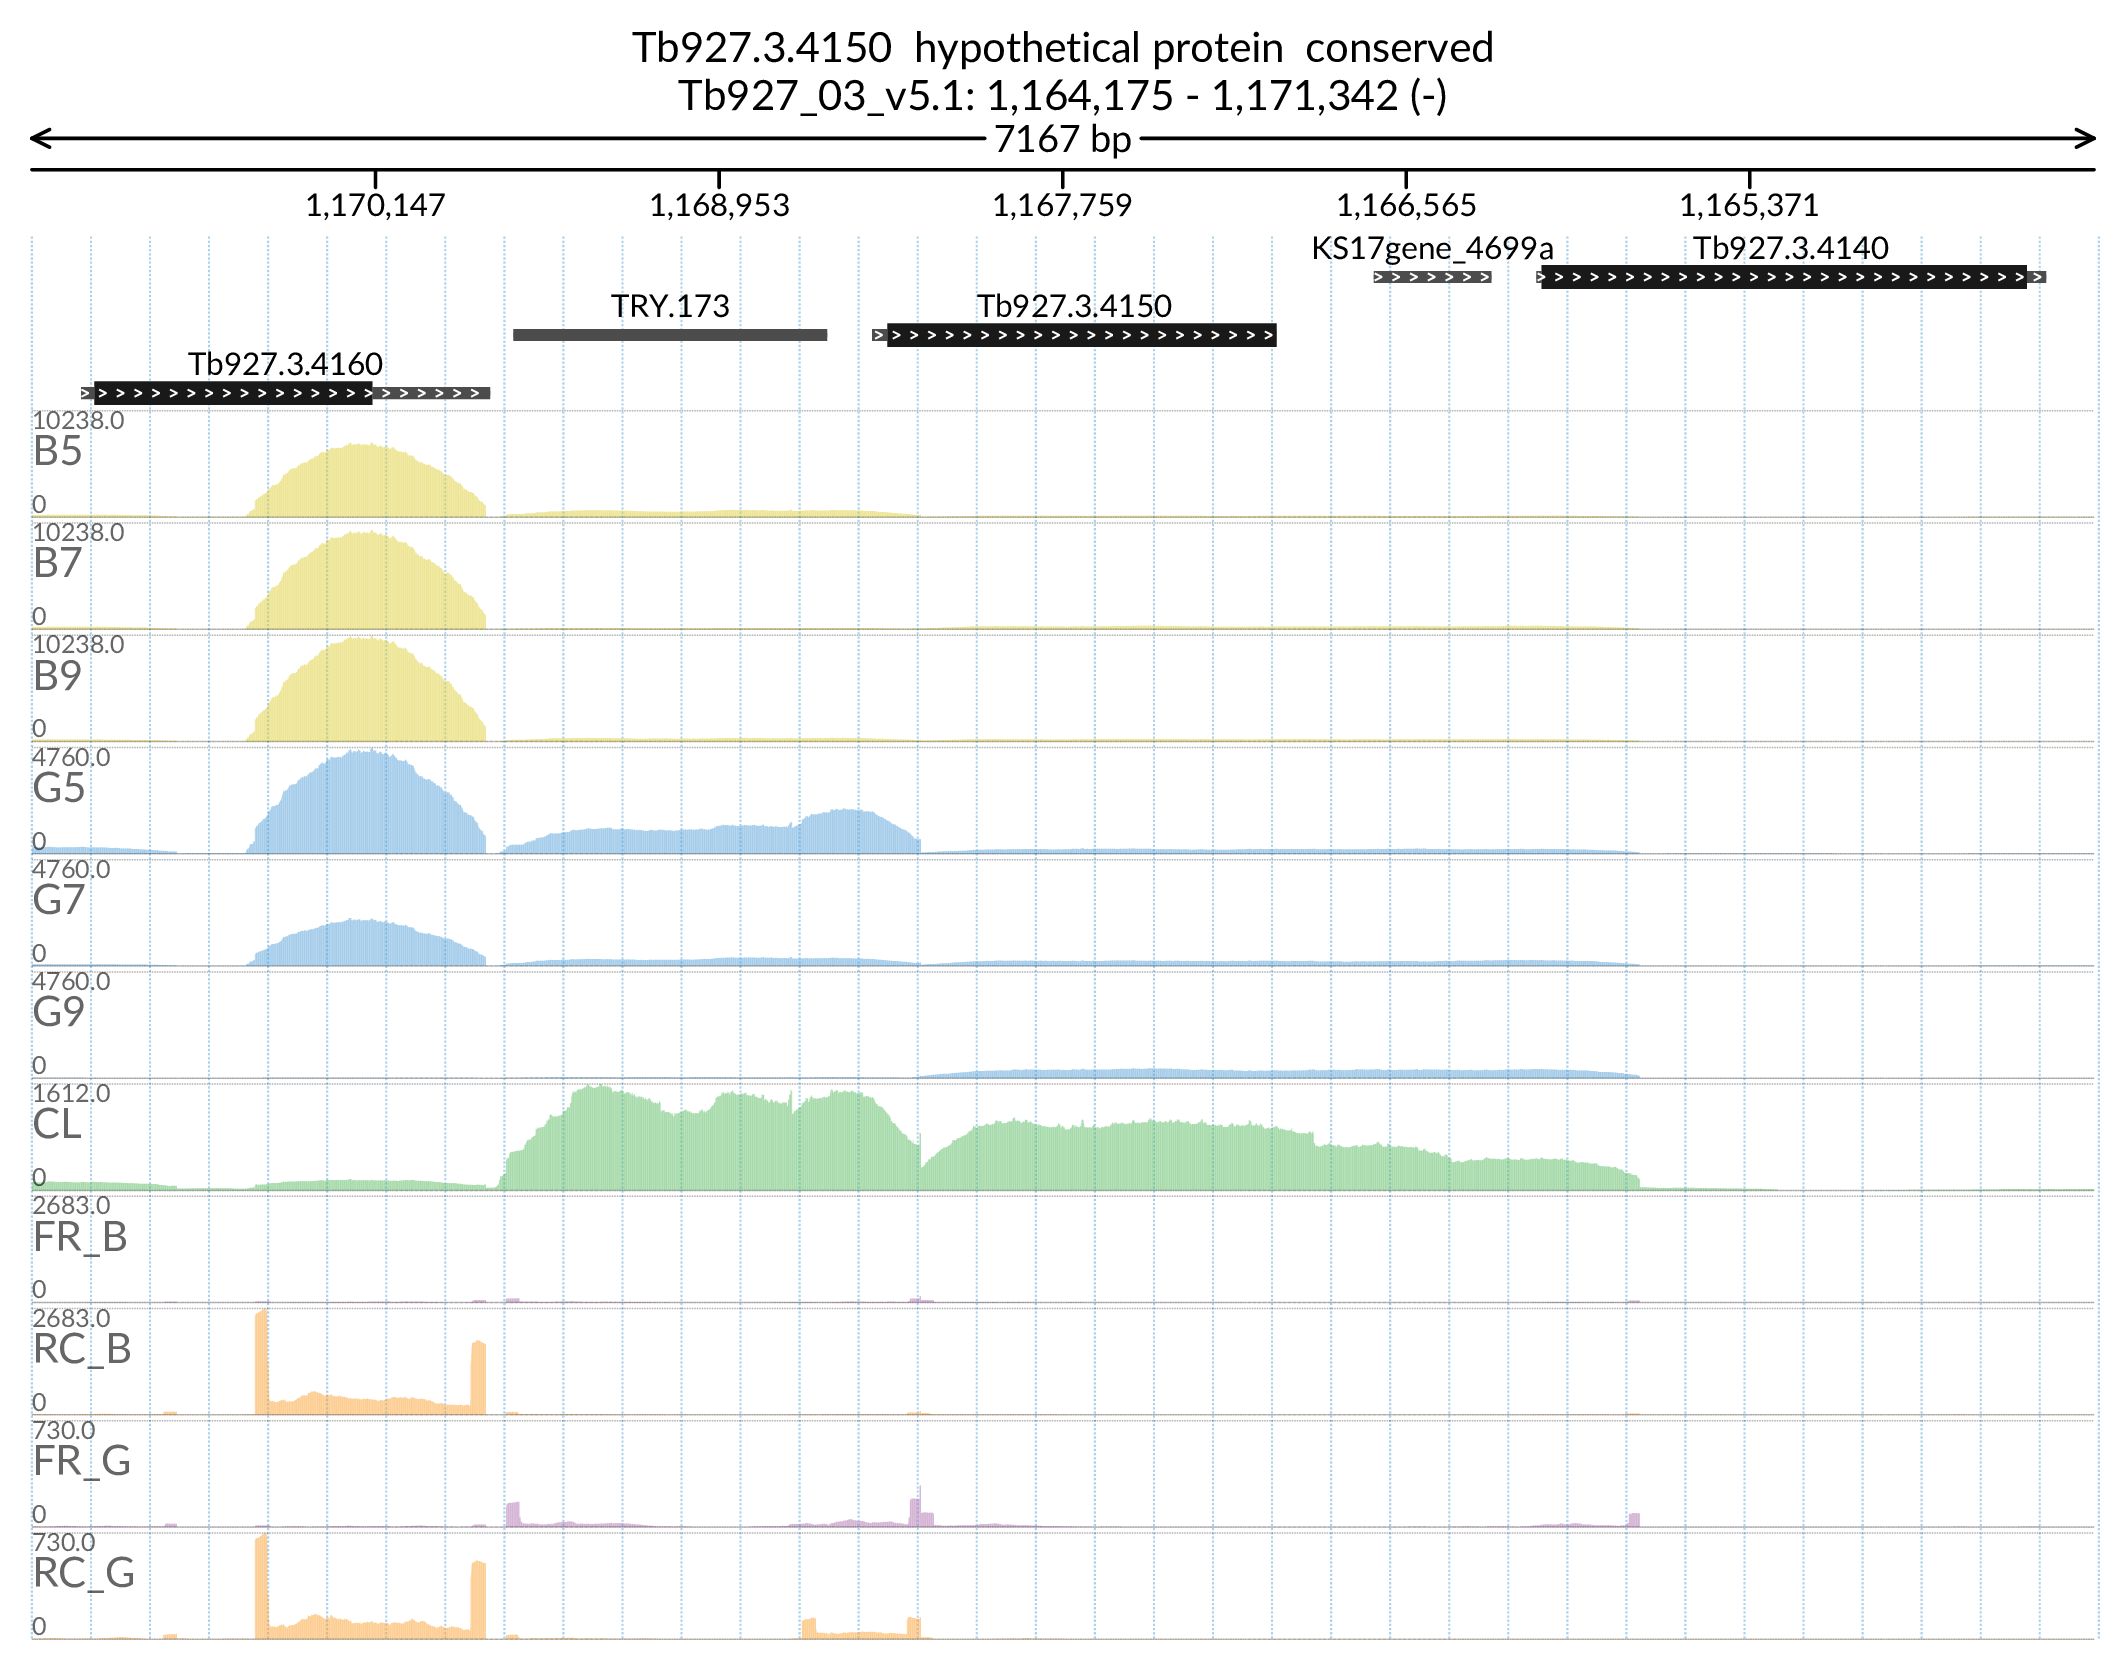 Tb927.3.4150  hypothetical protein  conserved
Tb927_03_v5.1: 1,164,175 - 1,171,342 (-)
7167 bp
1,170,147 1,168,953 1,167,759 1,166,565 1,165,371
KS17gene_4699a Tb927.3.4140
TRY.173 Tb927.3.4150
Tb927.3.4160
10238.0
B5
0
10238.0
B7
0
10238.0
B9
0
4760.0
G5
0
4760.0
G7
0
4760.0
G9
0
1612.0
CL
0
2683.0
FR_B
0
2683.0
RC_B
0
730.0
FR_G
0
730.0
RC_G
0